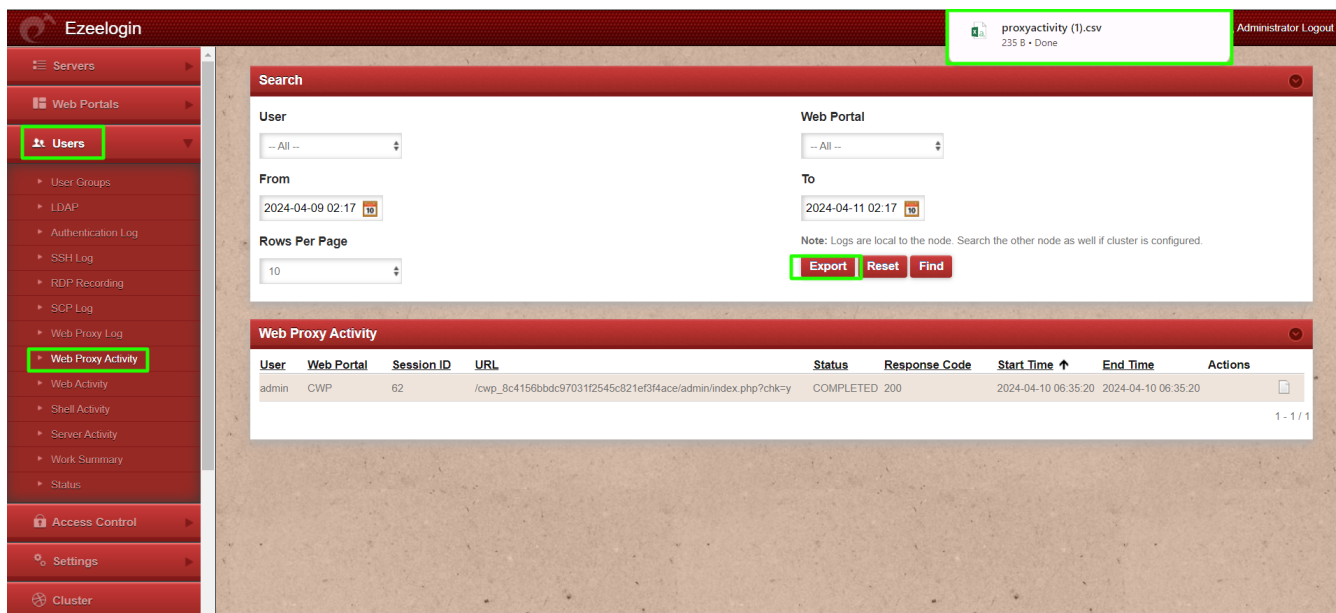 Ezeelogin
proxyactivity (1).csv
235 B • Done
Administrator Logout
Servers
Web Portals
Users
User Groups
LDAP
Authentication Log
SSH Log
RDP Recording
SCP Log
Web Proxy Log
Web Proxy Activity
Web Activity
Shell Activity
Server Activity
Work Summary
Status
Access Control
Settings
Cluster
Search
User Web Portal
-- All -- -- All --
From To
2024-04-09 02:17 2024-04-11 02:17
Rows Per Page
Note: Logs are local to the node. Search the other node as well if cluster is configured.
10 Export Reset Find
Web Proxy Activity
User Web Portal Session ID URL Status Response Code Start Time ↑ End Time Actions
admin CWP 62 /cwp_8c4156bbdc97031f2545c821ef3f4ace/admin/index.php?chk=y COMPLETED 200 2024-04-10 06:35:20 2024-04-10 06:35:20
1 - 1 / 1